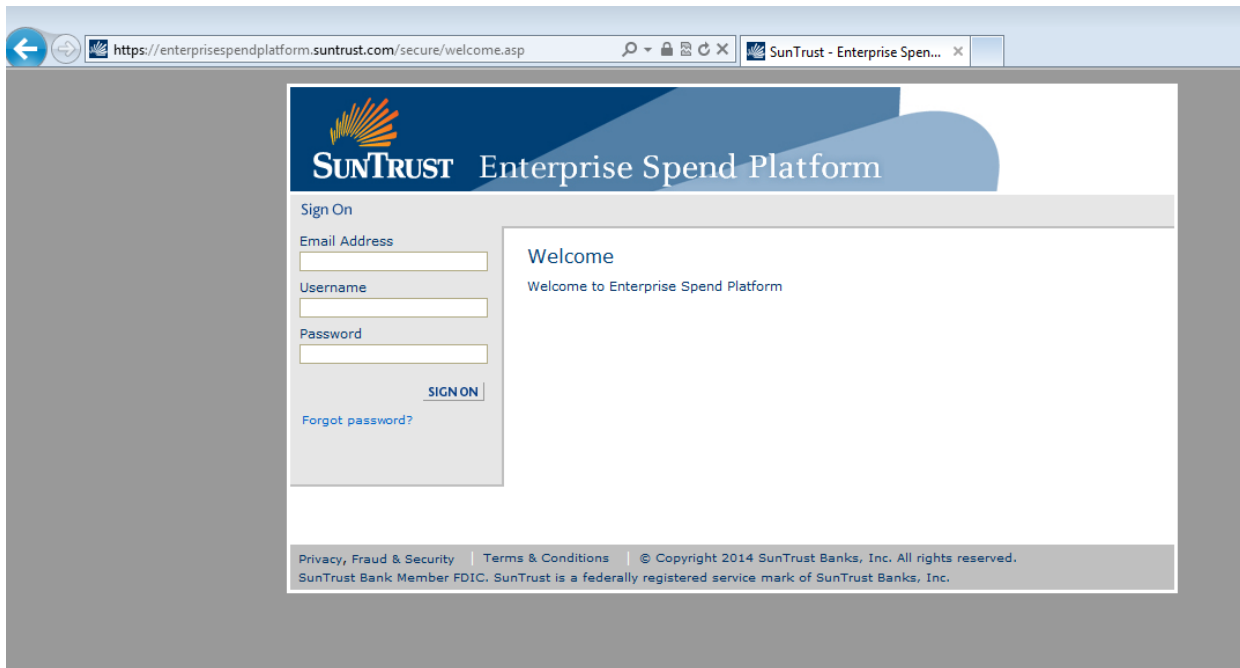 https://enterprisespendplatform.suntrust.com/secure/welcome.asp
SunTrust - Enterprise Spen...
SUNTRUST Enterprise Spend Platform
Sign On
Email Address
Username
Password
SIGN ON
Forgot password?
Welcome
Welcome to Enterprise Spend Platform
Privacy, Fraud & Security | Terms & Conditions | © Copyright 2014 SunTrust Banks, Inc. All rights reserved.
SunTrust Bank Member FDIC. SunTrust is a federally registered service mark of SunTrust Banks, Inc.